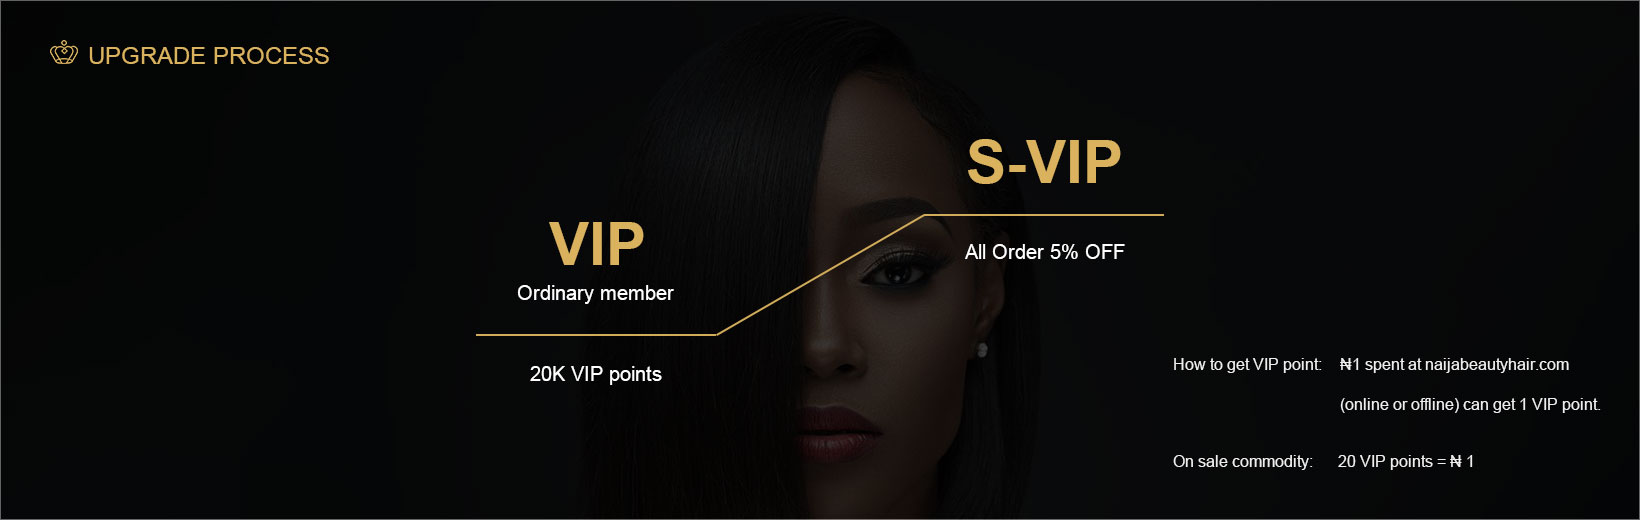 UPGRADE PROCESS
S-VIP
All Order 5% OFF
VIP
Ordinary member
20K VIP points
How to get VIP point: ₦1 spent at naijabeautyhair.com
(online or offline) can get 1 VIP point.
On sale commodity: 20 VIP points = ₦ 1